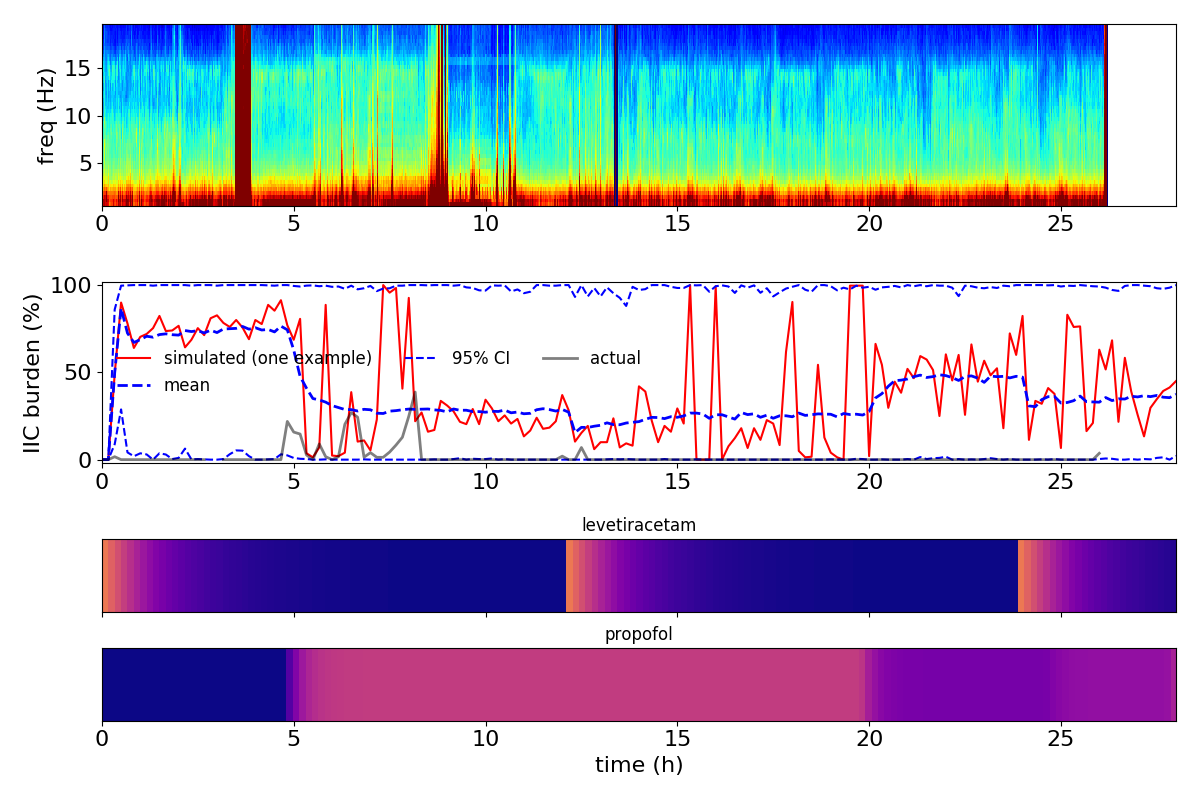 15
10
5
freq (Hz)
0 5 10 15 20 25
100
50
0
IIC burden (%)
simulated (one example) 95% CI actual
mean
0 5 10 15 20 25
levetiracetam
propofol
0 5 10 15 20 25
time (h)